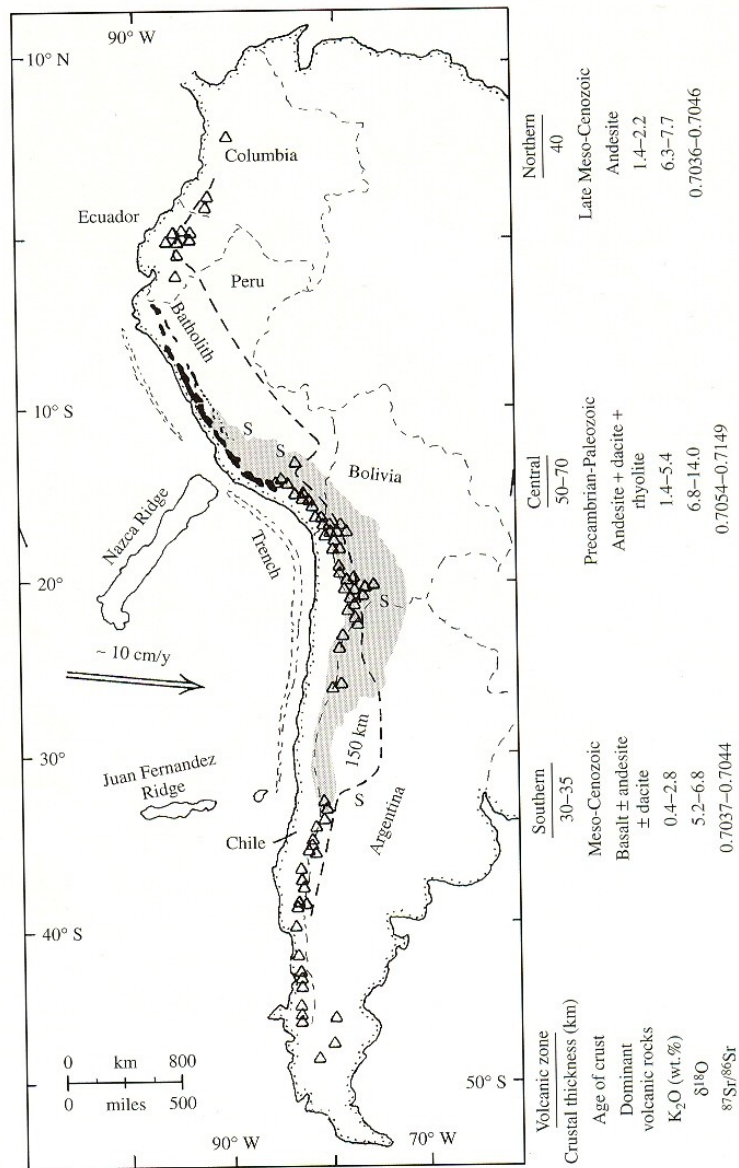 90° W
10° N
Columbia
Ecuador
Peru
Batholith
10° S
S
S
Bolivia
Nazca Ridge
Trench
20°
S
~ 10 cm/y
30°
150 km
Juan Fernandez
Ridge
S
Chile
Argentina
40° S
0 km 800
0 miles 500
50° S
90° W
70° W
Volcanic zone
Crustal thickness (km)
Age of crust
Dominant
volcanic rocks
K₂O (wt.%)
δ¹⁸O
⁸⁷Sr/⁸⁶Sr
Southern
30–35
Meso-Cenozoic
Basalt ± andesite
± dacite
0.4–2.8
5.2–6.8
0.7037–0.7044
Central
50–70
Precambrian-Paleozoic
Andesite + dacite +
rhyolite
1.4–5.4
6.8–14.0
0.7054–0.7149
Northern
40
Late Meso-Cenozoic
Andesite
1.4–2.2
6.3–7.7
0.7036–0.7046